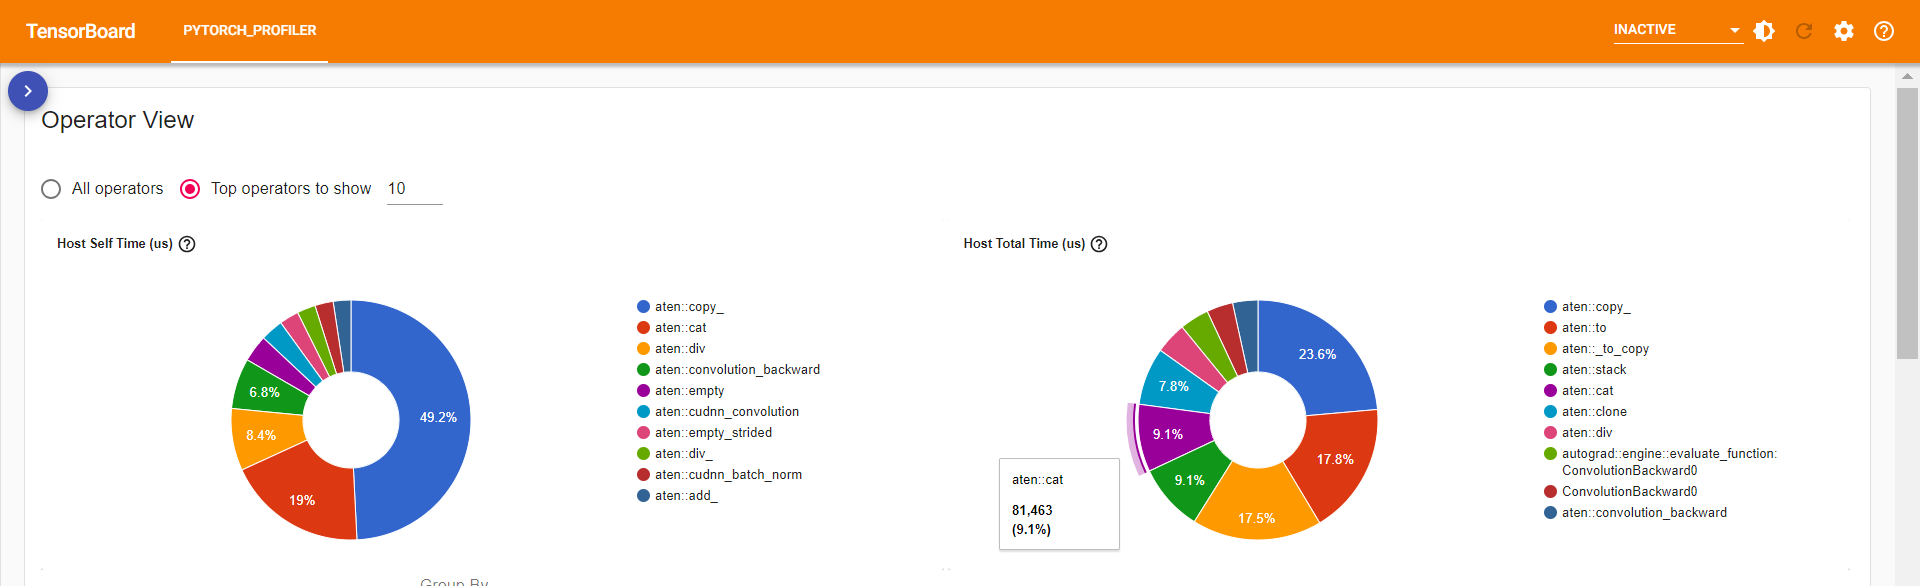 TensorBoard
PYTORCH_PROFILER
INACTIVE
Operator View
All operators
Top operators to show
10
Host Self Time (us)
49.2%
19%
8.4%
6.8%
aten::copy_
aten::cat
aten::div
aten::convolution_backward
aten::empty
aten::cudnn_convolution
aten::empty_strided
aten::div_
aten::cudnn_batch_norm
aten::add_
Host Total Time (us)
23.6%
17.8%
17.5%
9.1%
9.1%
7.8%
aten::cat
81,463
(9.1%)
aten::copy_
aten::to
aten::_to_copy
aten::stack
aten::cat
aten::clone
aten::div
autograd::engine::evaluate_function:
ConvolutionBackward0
ConvolutionBackward0
aten::convolution_backward
Group By